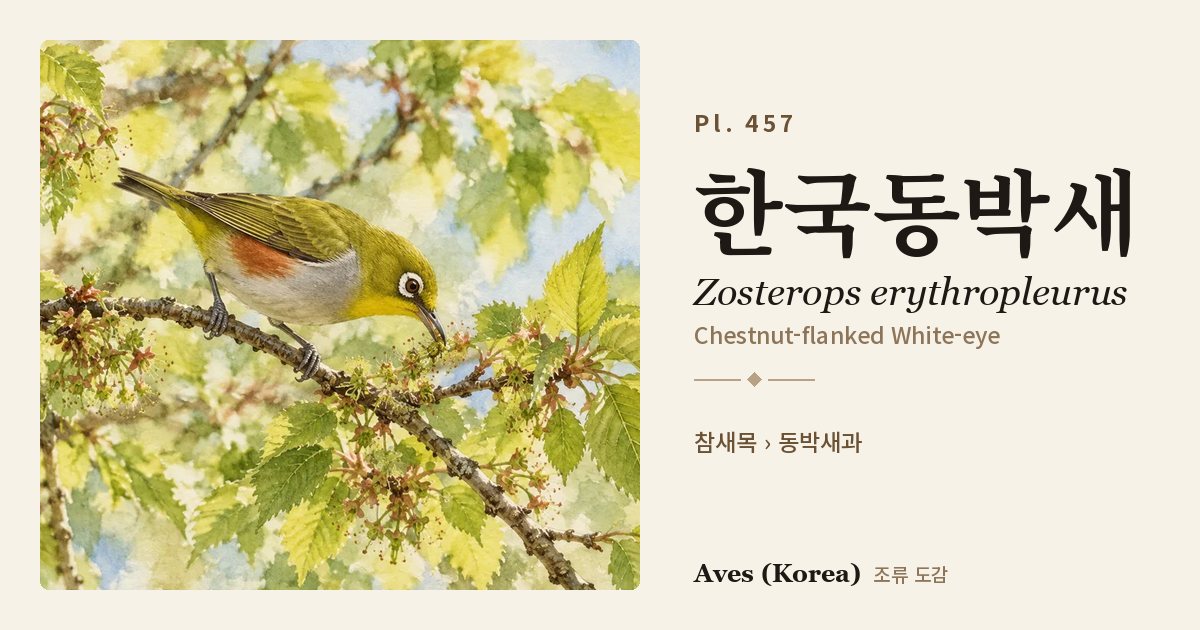 Pl. 457
한국동박새
Zosterops erythropleurus
Chestnut-flanked White-eye
참새목 › 동박새과
Aves (Korea) 조류 도감